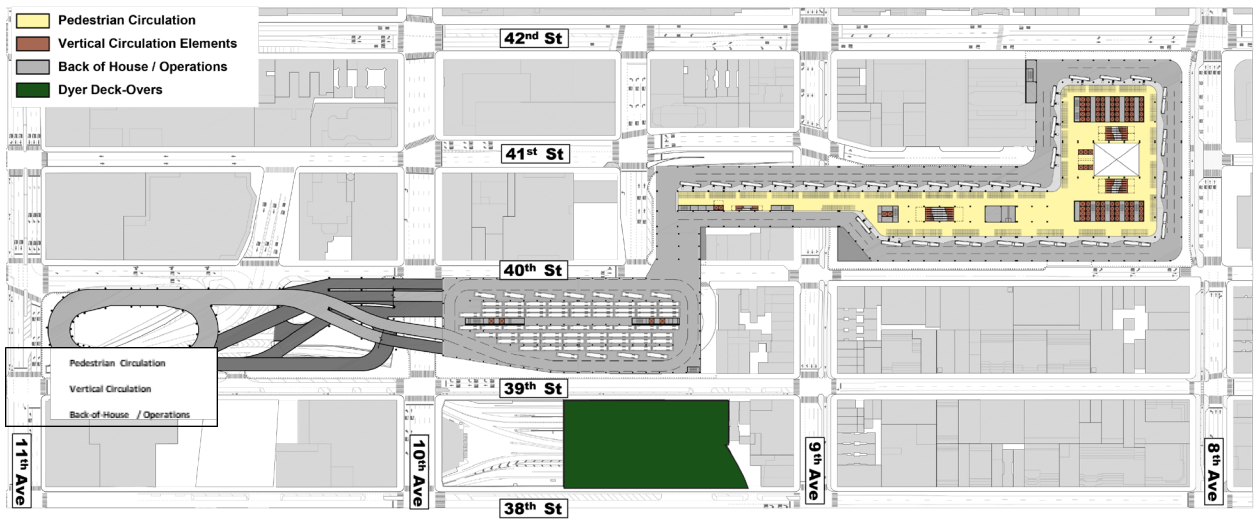 Pedestrian Circulation
Vertical Circulation Elements
Back of House / Operations
Dyer Deck-Overs
42nd St
41st St
40th St
Pedestrian Circulation
Vertical Circulation
Back-of-House / Operations
39th St
11th Ave
10th Ave
9th Ave
8th Ave
38th St